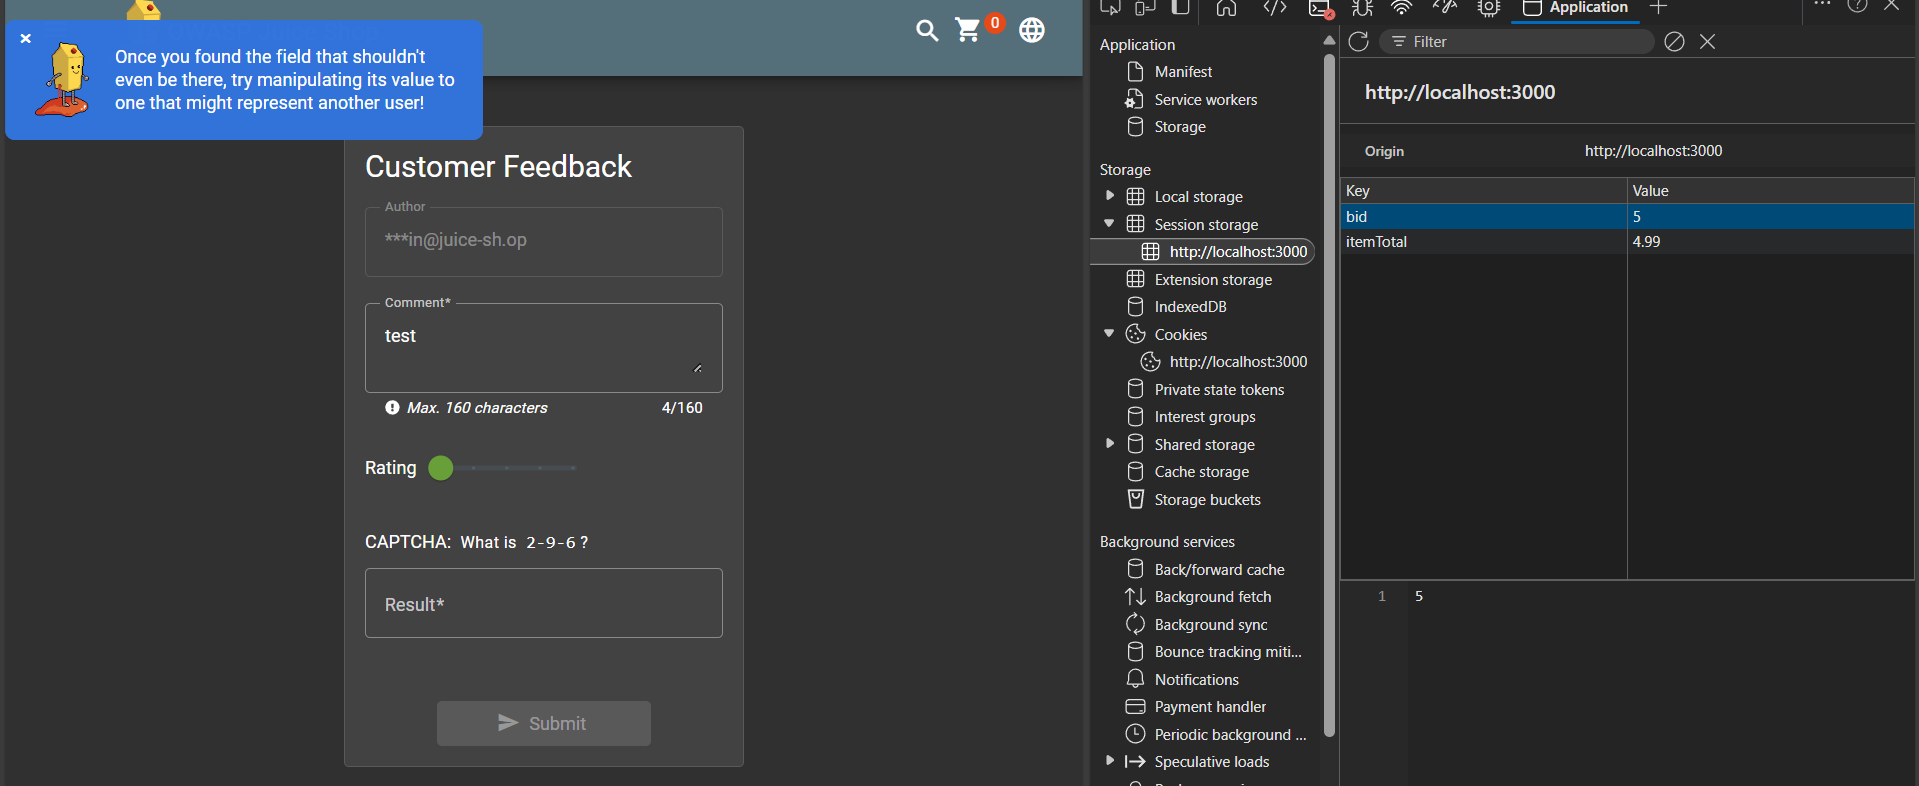 Once you found the field that shouldn't
even be there, try manipulating its value to
one that might represent another user!
0
Customer Feedback
Author
***in@juice-sh.op
Comment*
test
Max. 160 characters 4/160
Rating
CAPTCHA: What is 2-9-6 ?
Result*
Submit
Application
Application
Manifest
Service workers
Storage
Storage
Local storage
Session storage
http://localhost:3000
Extension storage
IndexedDB
Cookies
http://localhost:3000
Private state tokens
Interest groups
Shared storage
Cache storage
Storage buckets
Background services
Back/forward cache
Background fetch
Background sync
Bounce tracking miti...
Notifications
Payment handler
Periodic background ...
Speculative loads
Filter
http://localhost:3000
Origin http://localhost:3000
Key Value
bid 5
itemTotal 4.99
1 5